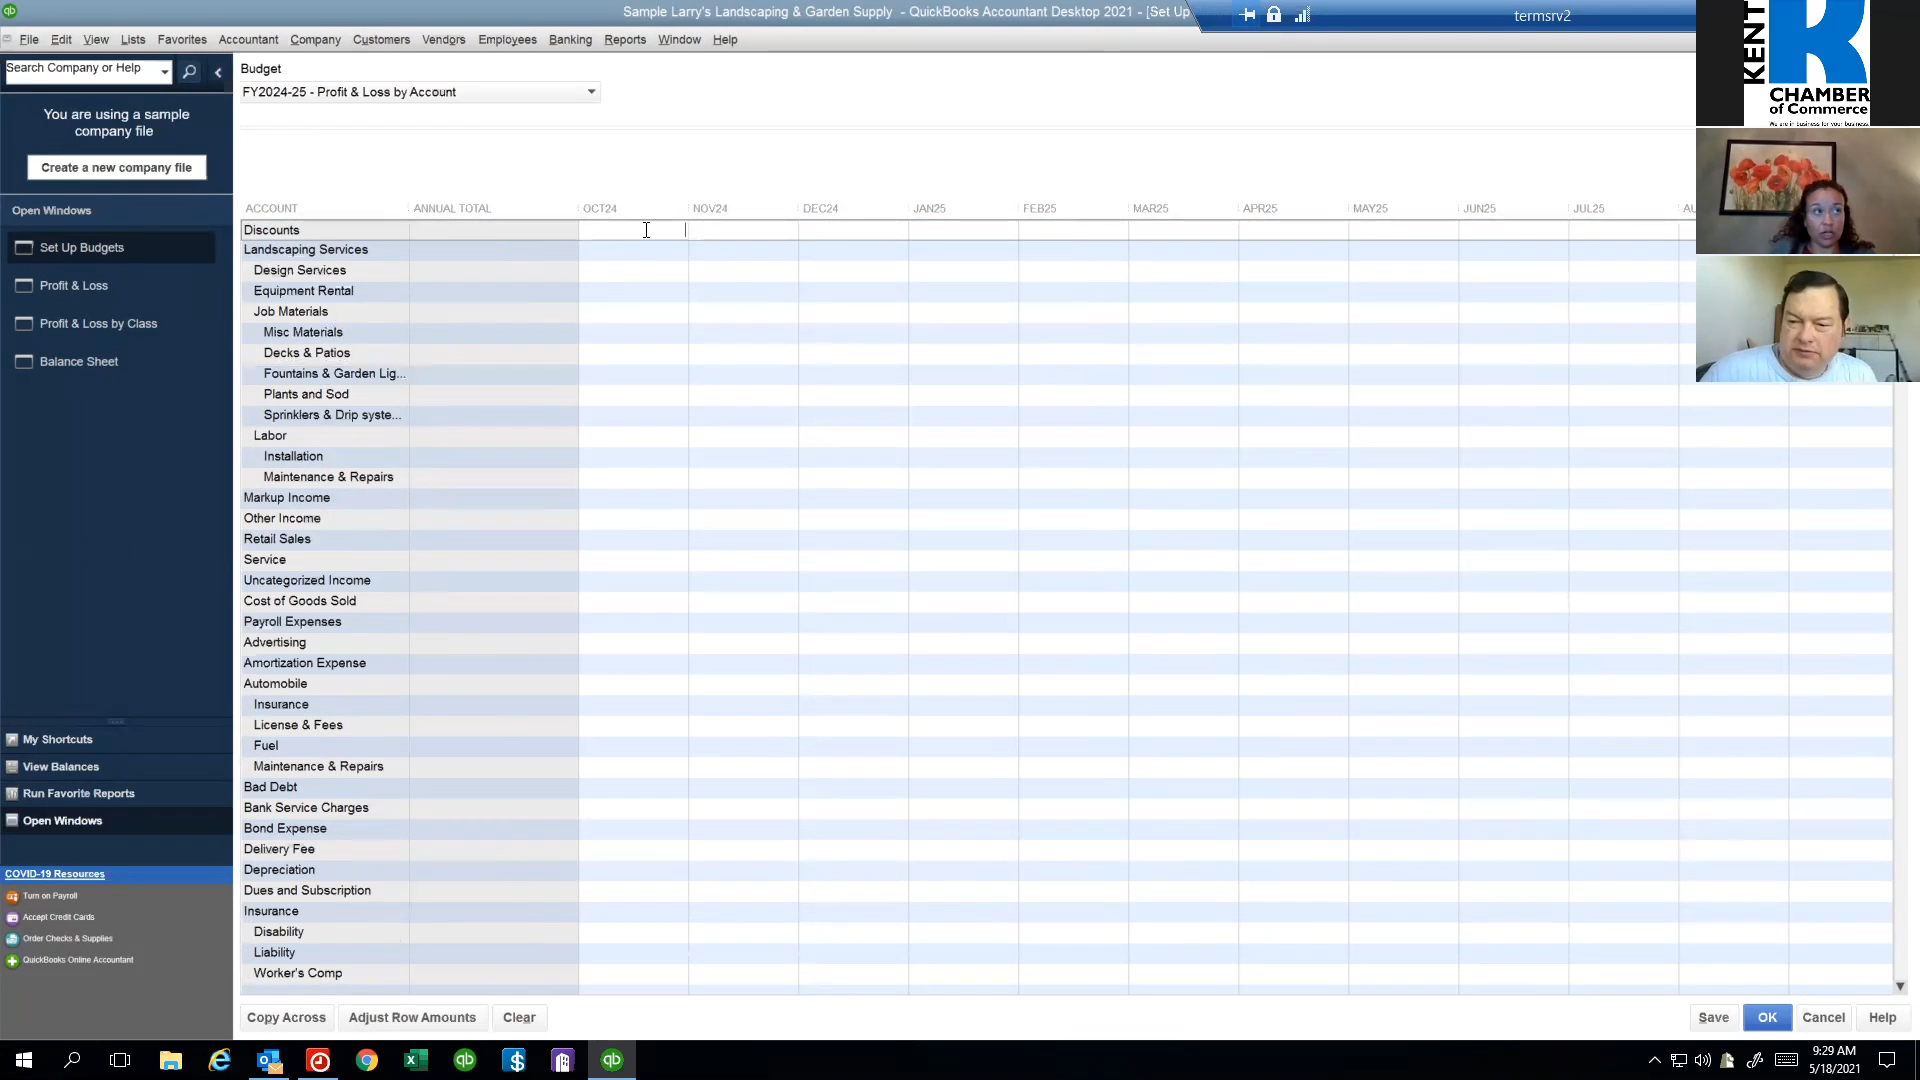 Sample Larry's Landscaping & Garden Supply - QuickBooks Accountant Desktop 2021 - [Set Up
termsrv2
File Edit View Lists Favorites Accountant Company Customers Vendors Employees Banking Reports Window Help
Search Company or Help
You are using a sample
company file
Create a new company file
Open Windows
Set Up Budgets
Profit & Loss
Profit & Loss by Class
Balance Sheet
My Shortcuts
View Balances
Run Favorite Reports
Open Windows
COVID-19 Resources
Turn on Payroll
Accept Credit Cards
Order Checks & Supplies
QuickBooks Online Accountant
Budget
FY2024-25 - Profit & Loss by Account
ACCOUNT ANNUAL TOTAL OCT24 NOV24 DEC24 JAN25 FEB25 MAR25 APR25 MAY25 JUN25 JUL25 AU
Discounts
Landscaping Services
Design Services
Equipment Rental
Job Materials
Misc Materials
Decks & Patios
Fountains & Garden Lig...
Plants and Sod
Sprinklers & Drip syste...
Labor
Installation
Maintenance & Repairs
Markup Income
Other Income
Retail Sales
Service
Uncategorized Income
Cost of Goods Sold
Payroll Expenses
Advertising
Amortization Expense
Automobile
Insurance
License & Fees
Fuel
Maintenance & Repairs
Bad Debt
Bank Service Charges
Bond Expense
Delivery Fee
Depreciation
Dues and Subscription
Insurance
Disability
Liability
Worker's Comp
Copy Across Adjust Row Amounts Clear
Save OK Cancel Help
KENT
CHAMBER
of Commerce
We are in business for your business.
9:29 AM
5/18/2021